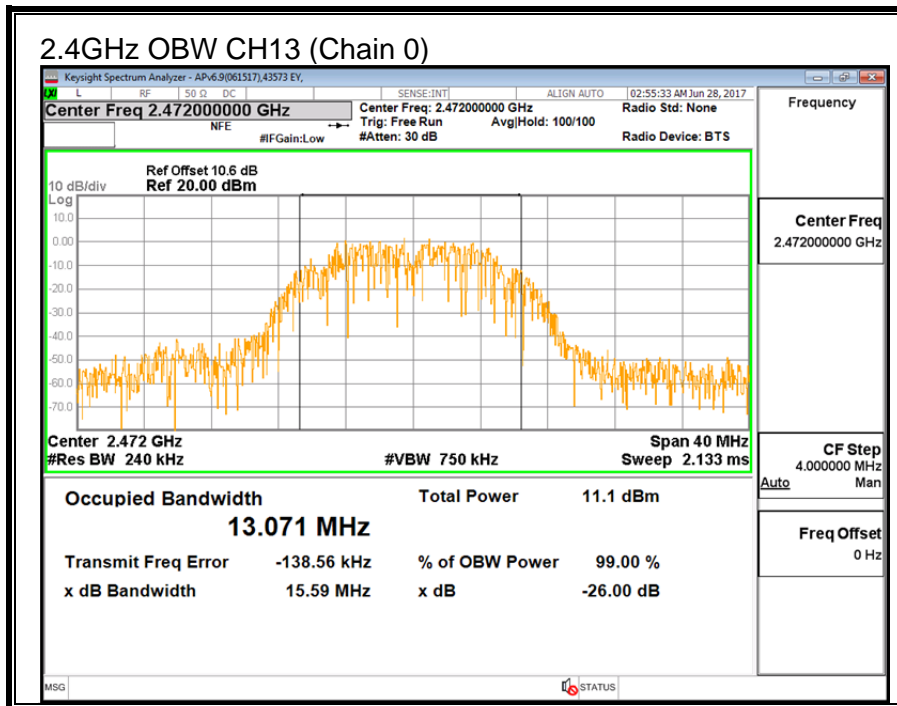 2.4GHz OBW CH13 (Chain 0)
Keysight Spectrum Analyzer - APv6.9(061517),43573 EY,
LXI L RF 50 Ω DC SENSE:INT ALIGN AUTO 02:55:33 AM Jun 28, 2017
Center Freq 2.472000000 GHz
NFE
#IFGain:Low
Center Freq: 2.472000000 GHz
Trig: Free Run Avg|Hold: 100/100
#Atten: 30 dB
Radio Std: None
Radio Device: BTS
Ref Offset 10.6 dB
10 dB/div Ref 20.00 dBm
Log
10.0
0.00
-10.0
-20.0
-30.0
-40.0
-50.0
-60.0
-70.0
Center 2.472 GHz Span 40 MHz
#Res BW 240 kHz #VBW 750 kHz Sweep 2.133 ms
Occupied Bandwidth Total Power 11.1 dBm
13.071 MHz
Transmit Freq Error -138.56 kHz % of OBW Power 99.00 %
x dB Bandwidth 15.59 MHz x dB -26.00 dB
MSG STATUS
Frequency
Center Freq
2.472000000 GHz
CF Step
4.000000 MHz
Auto Man
Freq Offset
0 Hz